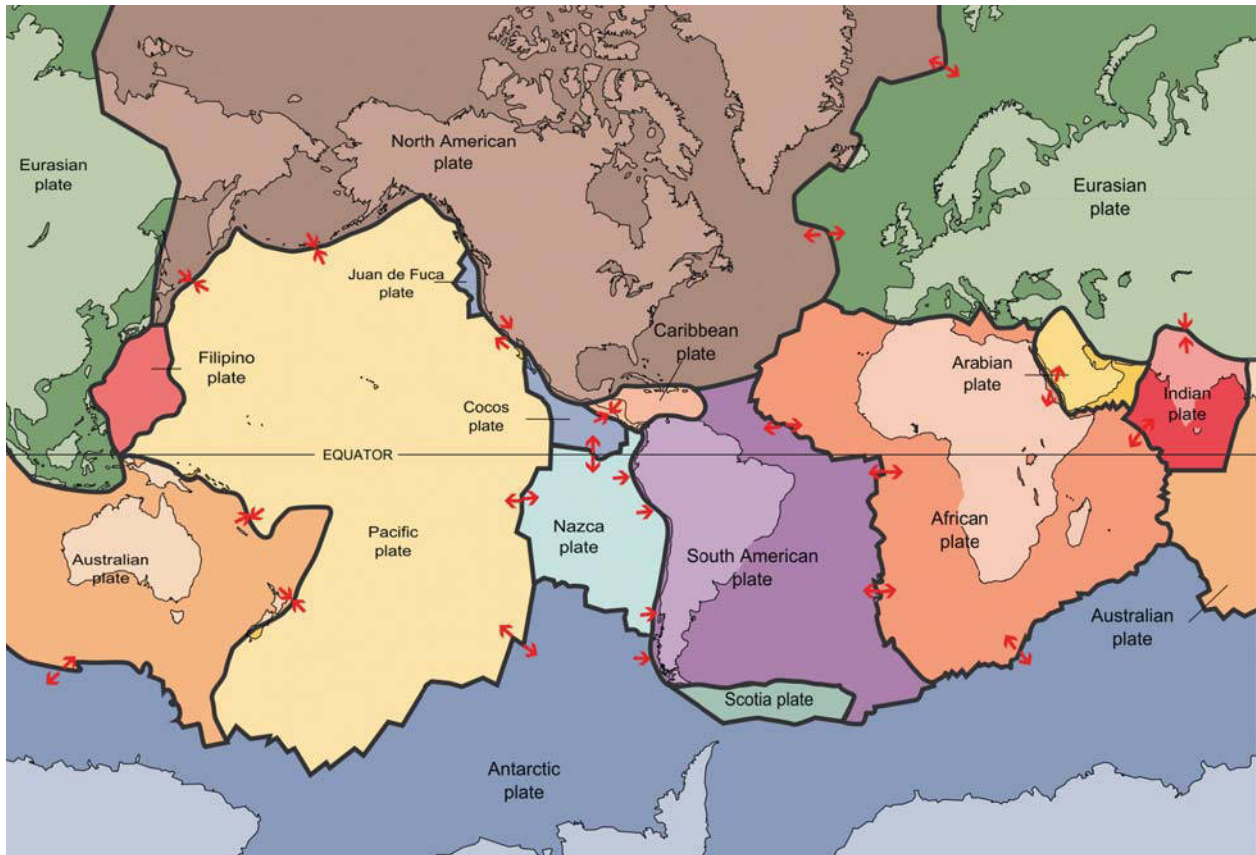 North American
plate
Eurasian
plate
Eurasian
plate
Juan de Fuca
plate
Caribbean
plate
Filipino
plate
Arabian
plate
Indian
plate
Cocos
plate
EQUATOR
Pacific
plate
Nazca
plate
South American
plate
African
plate
Australian
plate
Australian
plate
Scotia plate
Antarctic
plate